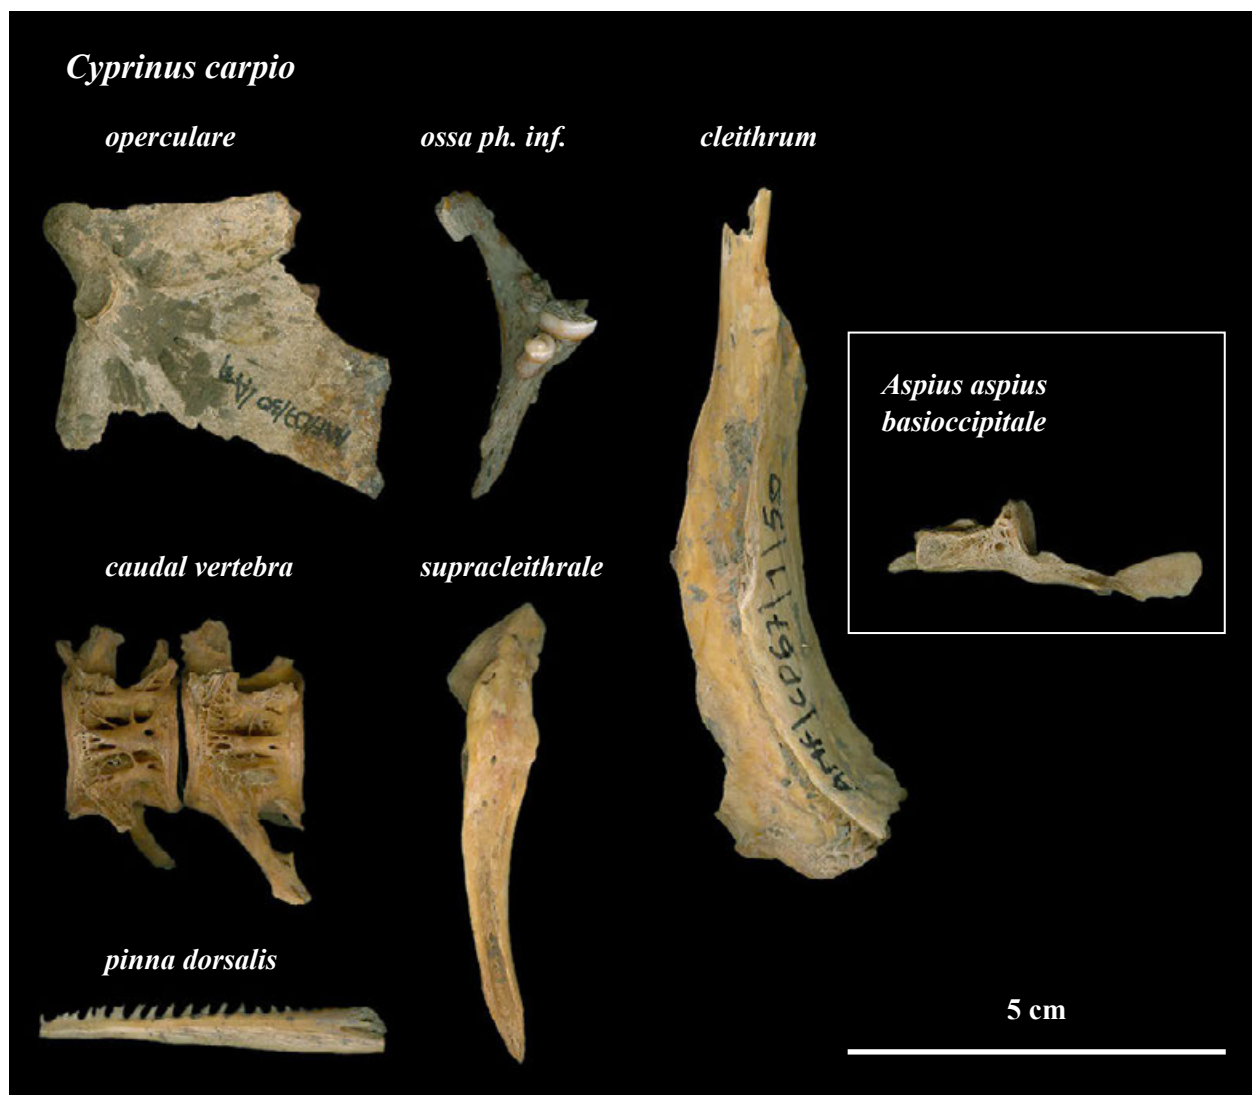 Cyprinus carpio
operculare
ossa ph. inf.
cleithrum
Aspius aspius
basioccipitale
caudal vertebra
supracleithrale
pinna dorsalis
5 cm